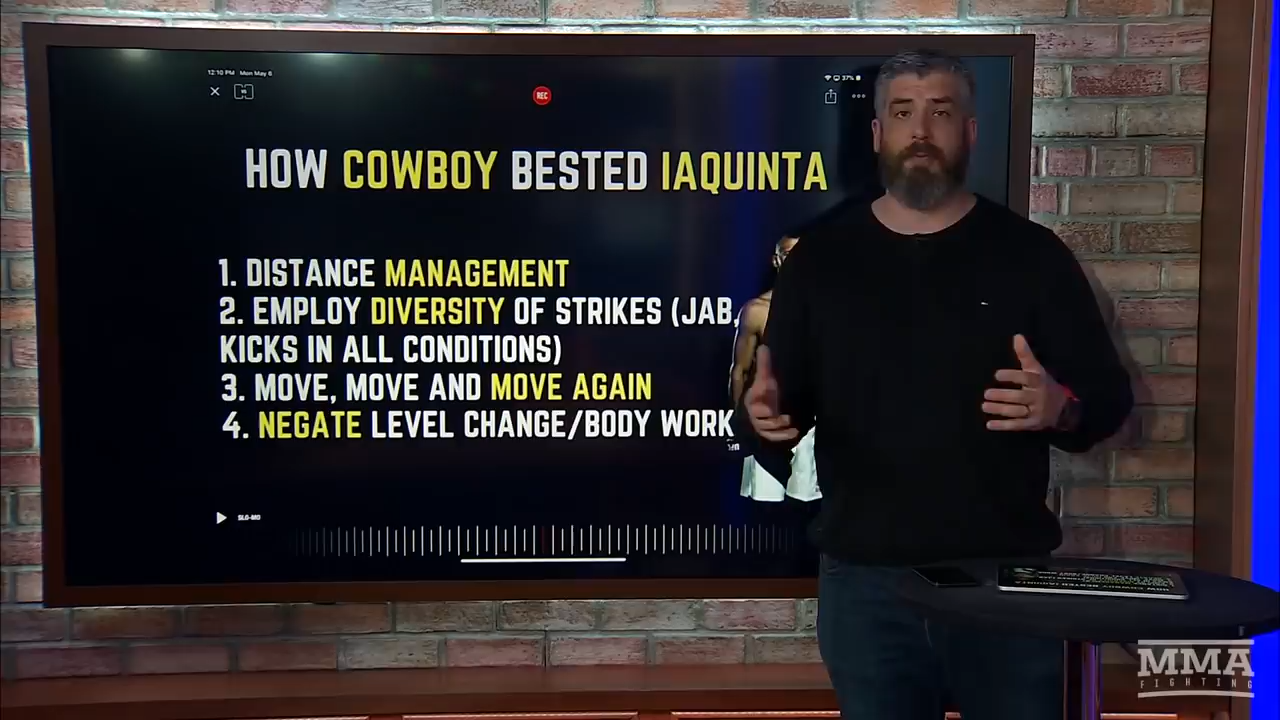 12:10 PM Mon May 6
37%
REC
HOW COWBOY BESTED IAQUINTA
1. DISTANCE MANAGEMENT
2. EMPLOY DIVERSITY OF STRIKES (JAB,
KICKS IN ALL CONDITIONS)
3. MOVE, MOVE AND MOVE AGAIN
4. NEGATE LEVEL CHANGE/BODY WORK
SLO-MO
MMA
FIGHTING